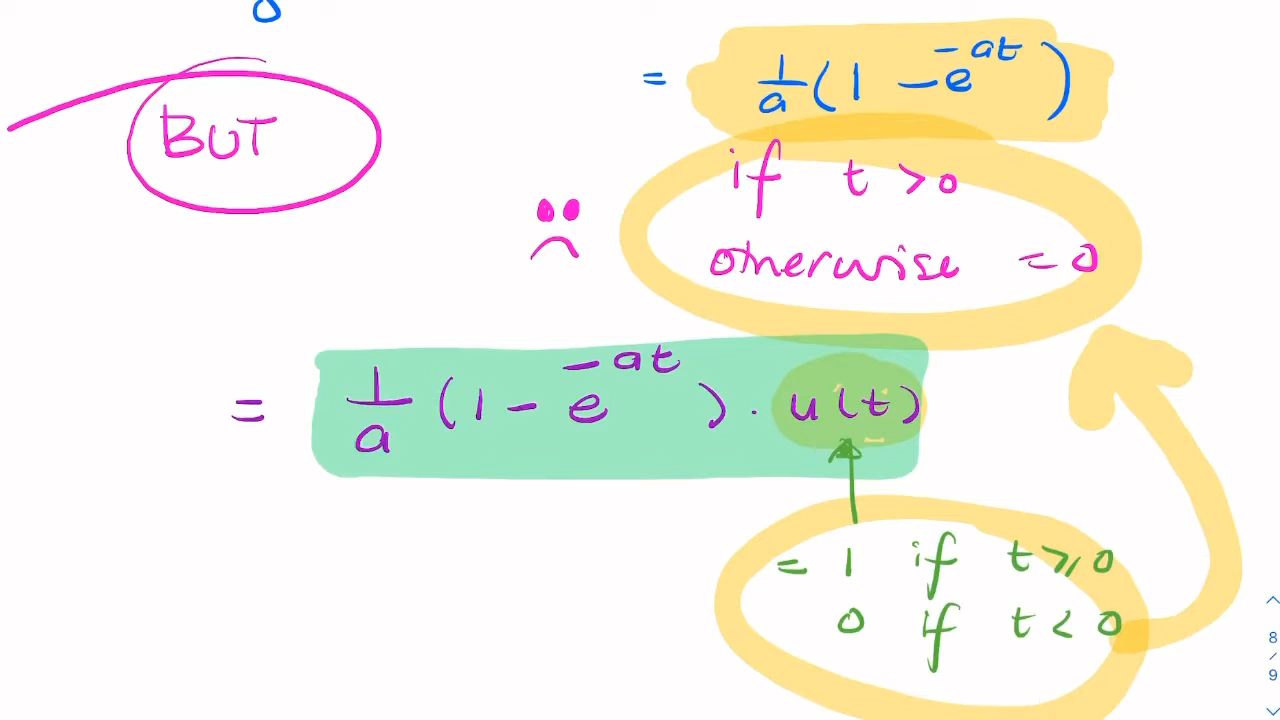 = 1/a (1 - e^-at)
BUT
if t > 0
otherwise = 0
= 1/a (1 - e^-at) . u(t)
= 1 if t ≥ 0
0 if t < 0
8
/
9